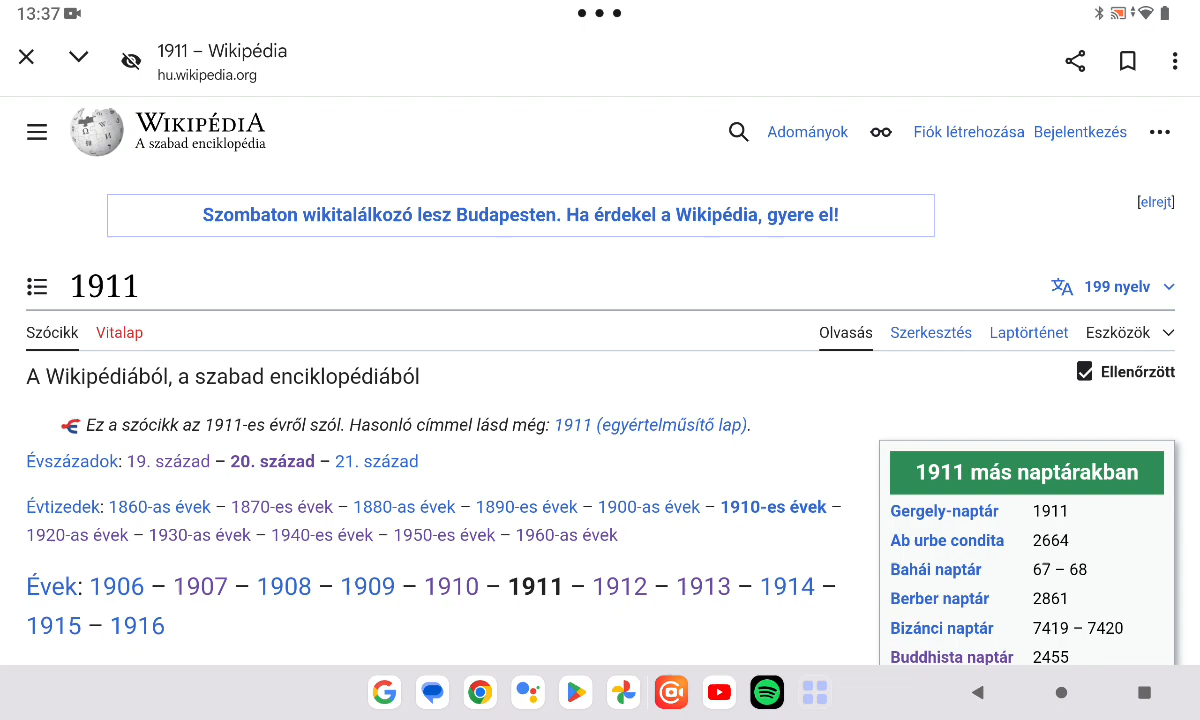 13:37
1911 – Wikipédia
hu.wikipedia.org
WIKIPÉDIA
A szabad enciklopédia
Adományok
Fiók létrehozása Bejelentkezés
Szombaton wikitalálkozó lesz Budapesten. Ha érdekel a Wikipédia, gyere el!
[elrejt]
1911
199 nyelv
Szócikk Vitalap
Olvasás Szerkesztés Laptörténet Eszközök
A Wikipédiából, a szabad enciklopédiából
Ellenőrzött
Ez a szócikk az 1911-es évről szól. Hasonló címmel lásd még: 1911 (egyértelműsítő lap).
Évszázadok: 19. század – 20. század – 21. század
Évtizedek: 1860-as évek – 1870-es évek – 1880-as évek – 1890-es évek – 1900-as évek – 1910-es évek –
1920-as évek – 1930-as évek – 1940-es évek – 1950-es évek – 1960-as évek
Évek: 1906 – 1907 – 1908 – 1909 – 1910 – 1911 – 1912 – 1913 – 1914 –
1915 – 1916
1911 más naptárakban
Gergely-naptár 1911
Ab urbe condita 2664
Bahái naptár 67 – 68
Berber naptár 2861
Bizánci naptár 7419 – 7420
Buddhista naptár 2455